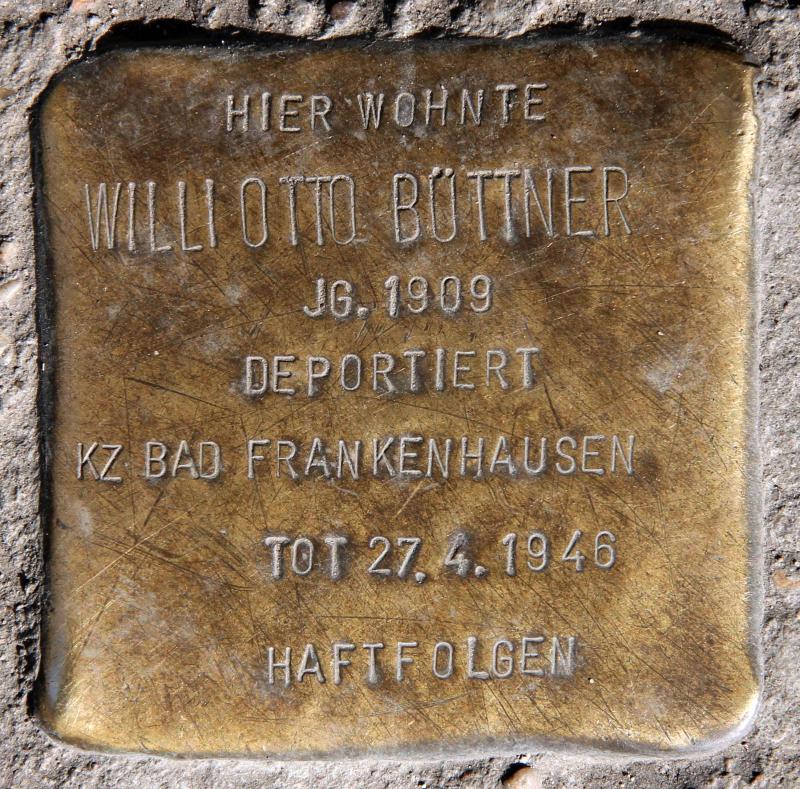 HIER WOHNTE
WILLI OTTO BÜTTNER
JG. 1909
DEPORTIERT
KZ BAD FRANKENHAUSEN
TOT 27. 4. 1946
HAFTFOLGEN